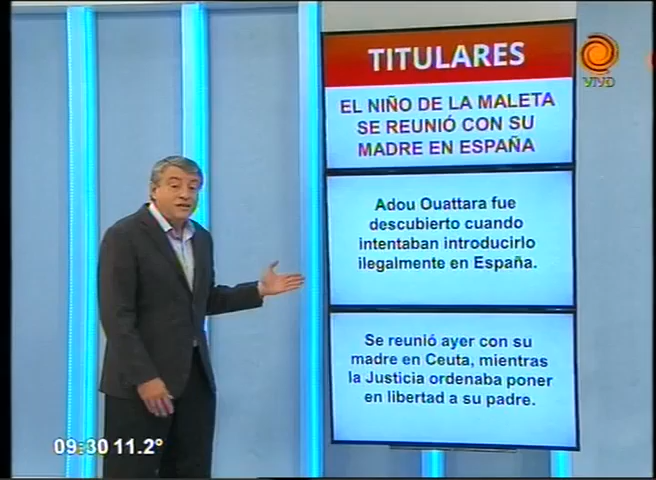 TITULARES
VIVO
EL NIÑO DE LA MALETA
SE REUNIÓ CON SU
MADRE EN ESPAÑA
Adou Ouattara fue
descubierto cuando
intentaban introducirlo
ilegalmente en España.
Se reunió ayer con su
madre en Ceuta, mientras
la Justicia ordenaba poner
en libertad a su padre.
09:30 11.2°